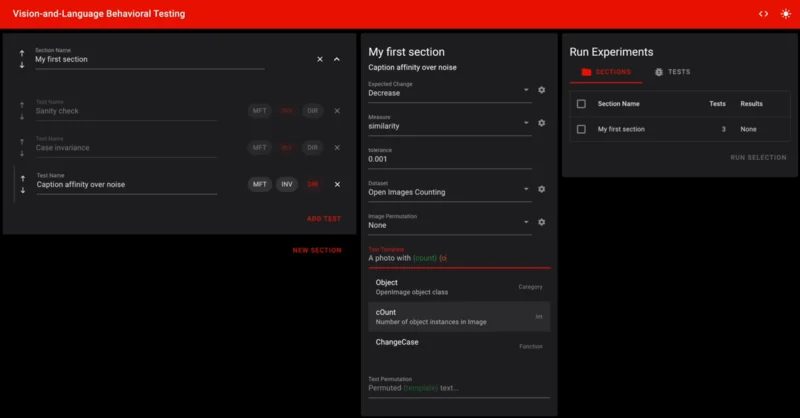 Vision-and-Language Behavioral Testing
Section Name
My first section
Test Name
Sanity check
MFT INV DIR
Test Name
Case invariance
MFT INV DIR
Test Name
Caption affinity over noise
MFT INV DIR
ADD TEST
NEW SECTION
My first section
Caption affinity over noise
Expected Change
Decrease
Measure
similarity
tolerance
0.001
Dataset
Open Images Counting
Image Permutation
None
Text Template
A photo with {count} {o
Object
OpenImage object class
Category
cOunt
Number of object instances in Image
Int
ChangeCase
Function
Text Permutation
Permuted {template} text...
Run Experiments
SECTIONS TESTS
Section Name Tests Results
My first section 3 None
RUN SELECTION